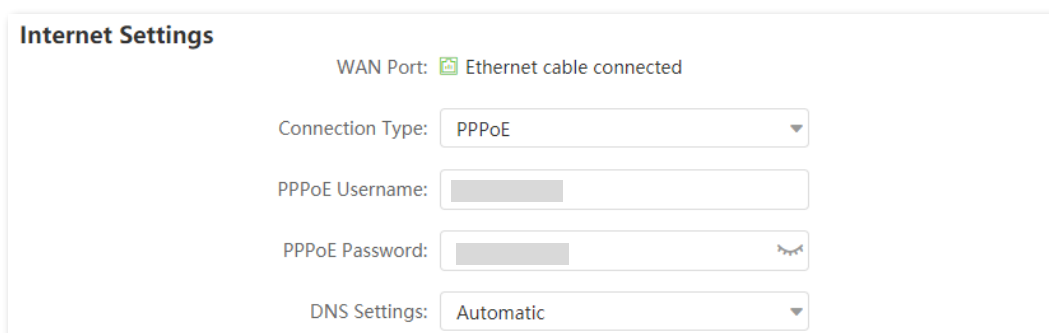 Internet Settings
WAN Port: Ethernet cable connected
Connection Type: PPPoE
PPPoE Username:
PPPoE Password:
DNS Settings: Automatic